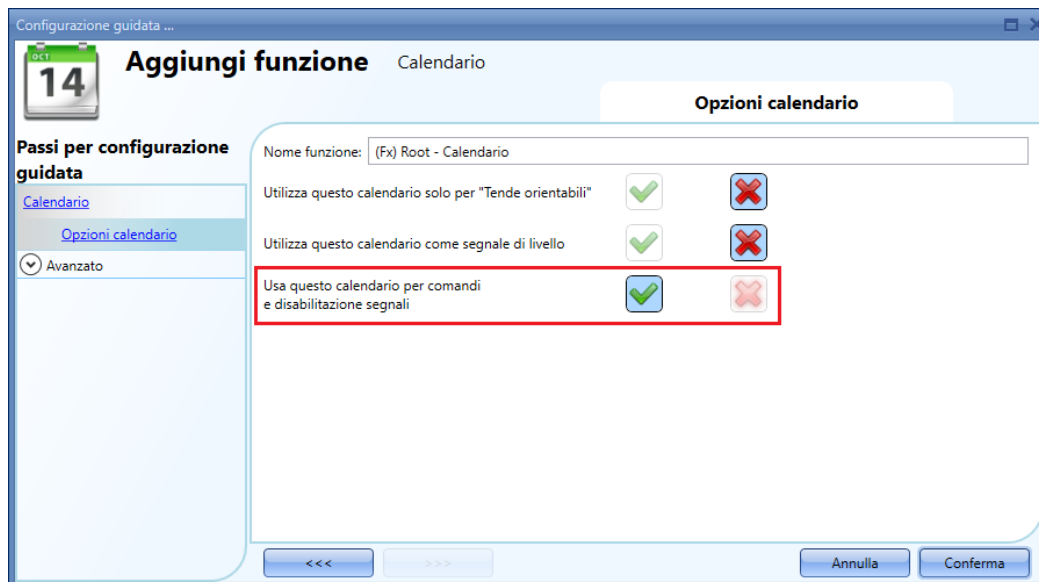 Configurazione guidata ...
OCT
14
Aggiungi funzione Calendario
Opzioni calendario
Passi per configurazione
guidata
Calendario
Opzioni calendario
Avanzato
Nome funzione: (Fx) Root - Calendario
Utilizza questo calendario solo per "Tende orientabili"
Utilizza questo calendario come segnale di livello
Usa questo calendario per comandi
e disabilitazione segnali
<<< >>> Annulla Conferma